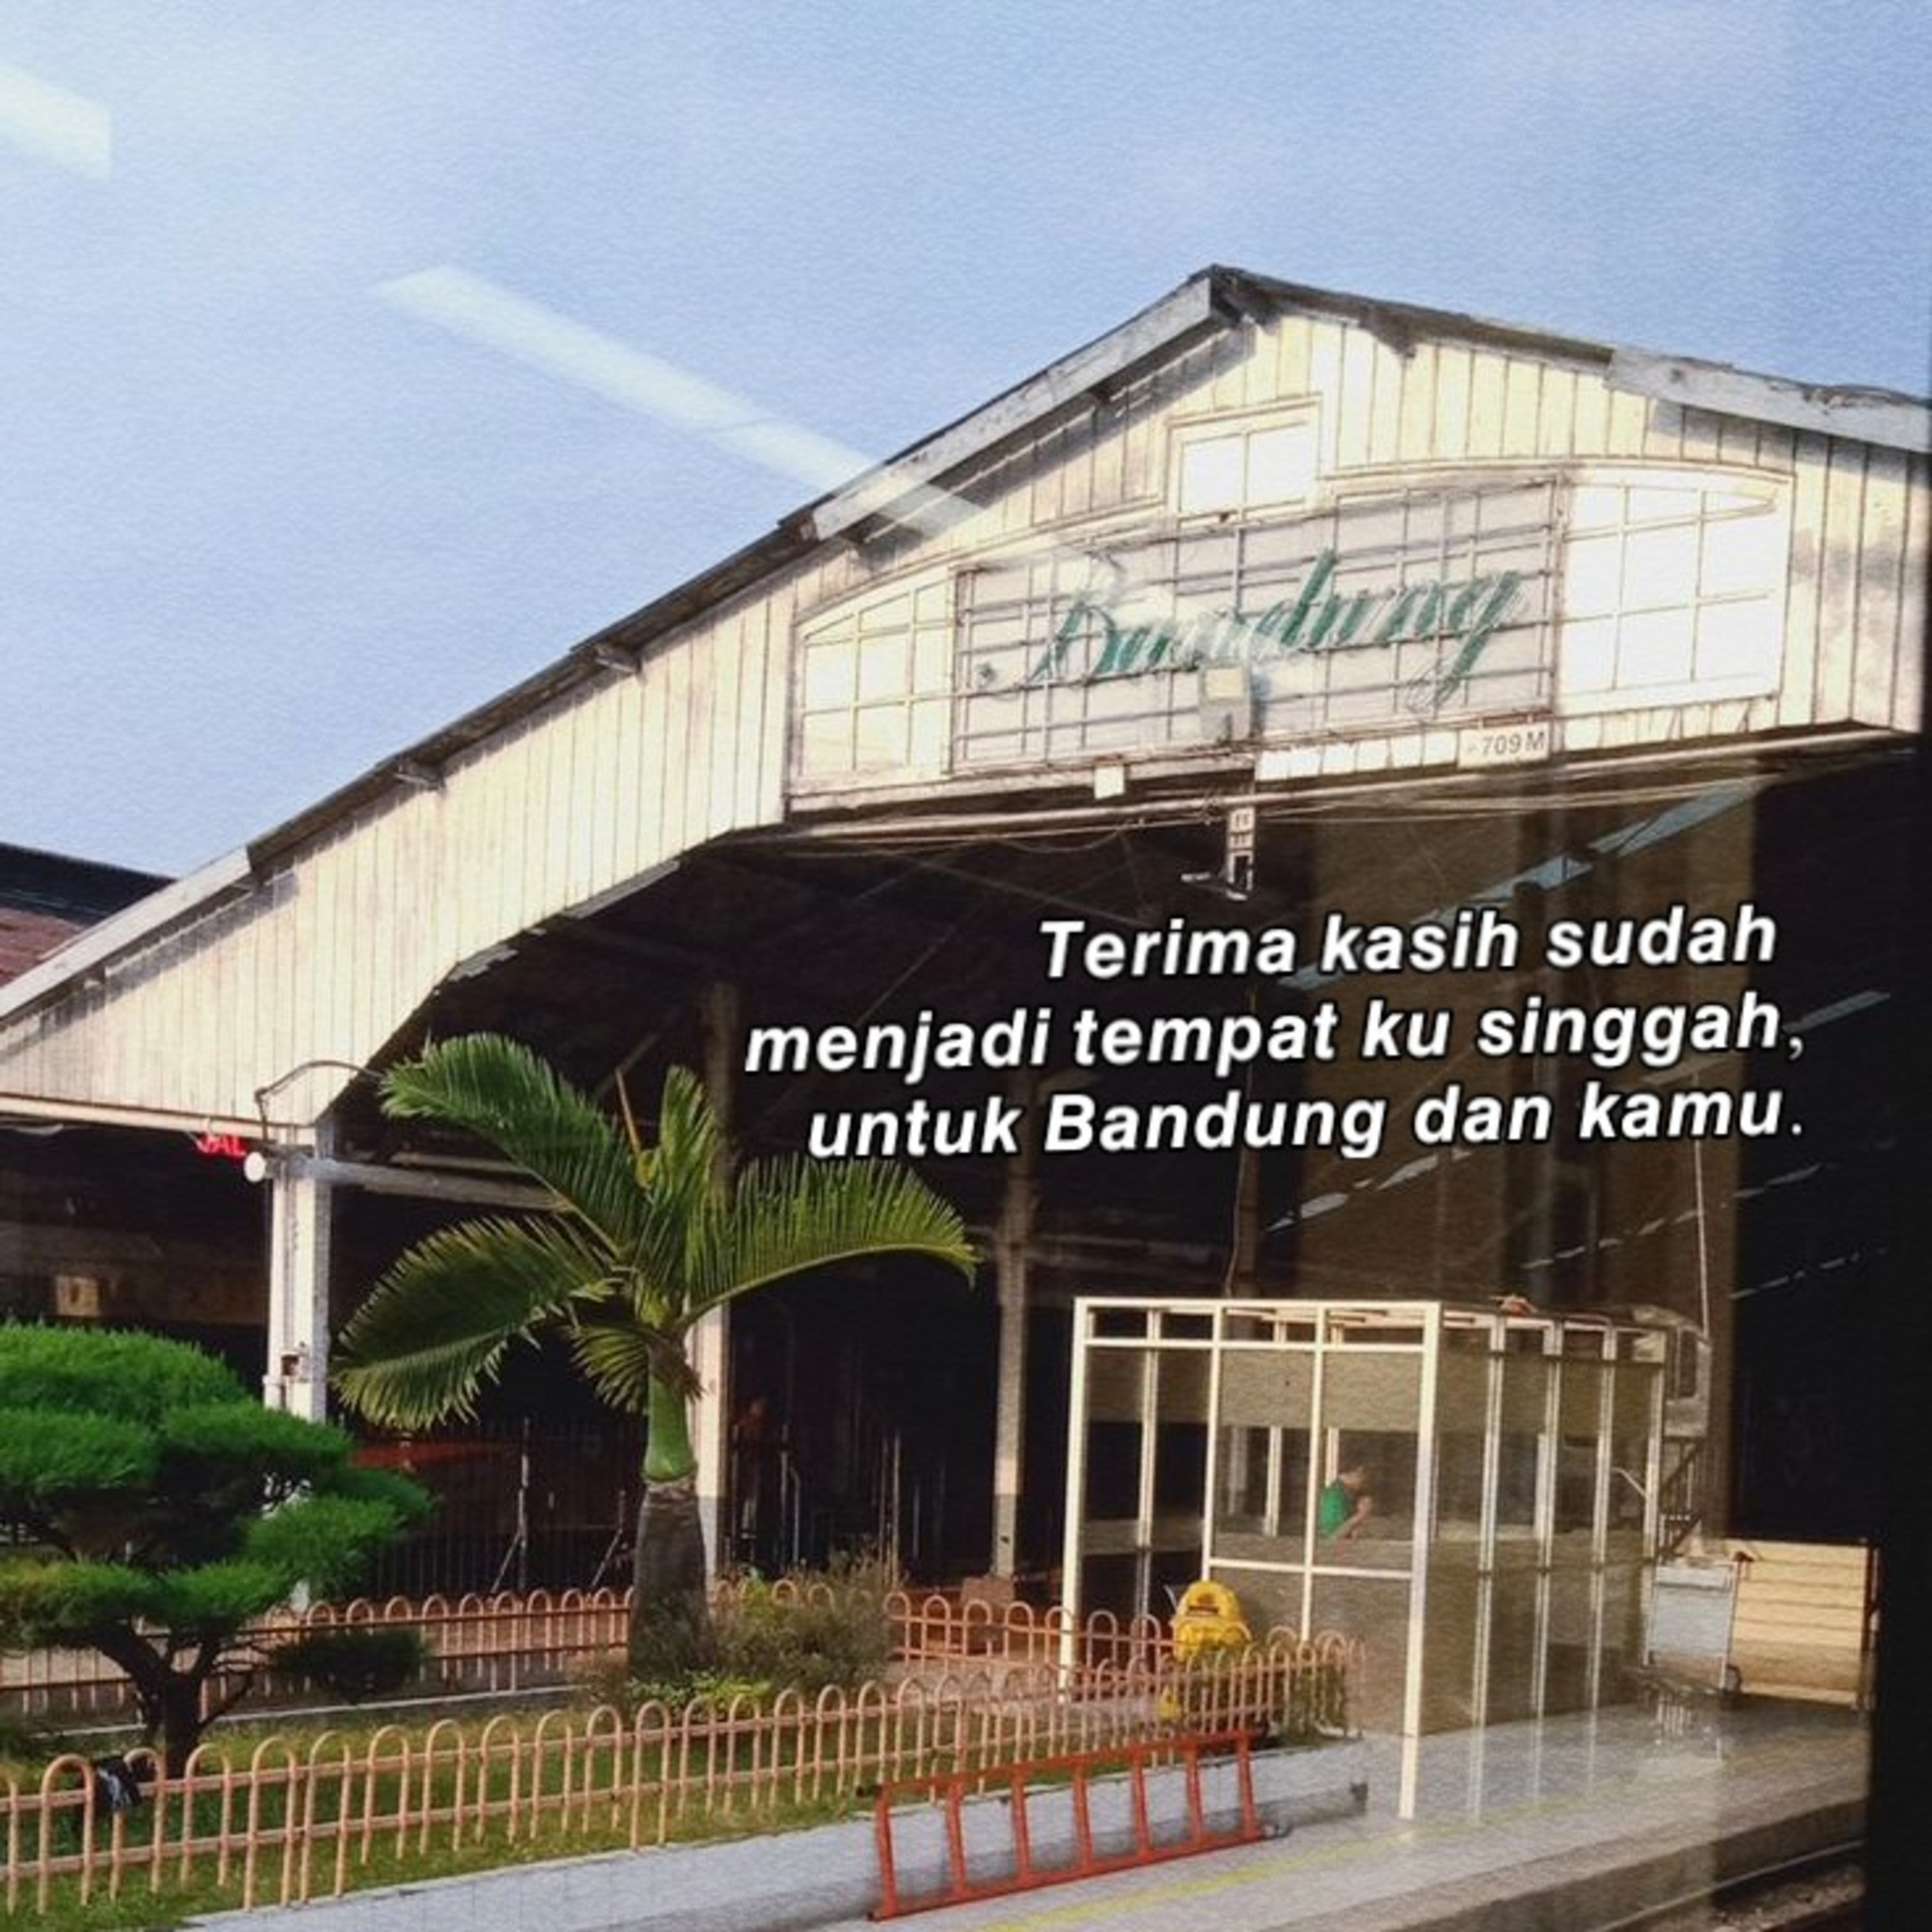 Bandung
+709 M
Terima kasih sudah
menjadi tempat ku singgah,
untuk Bandung dan kamu.